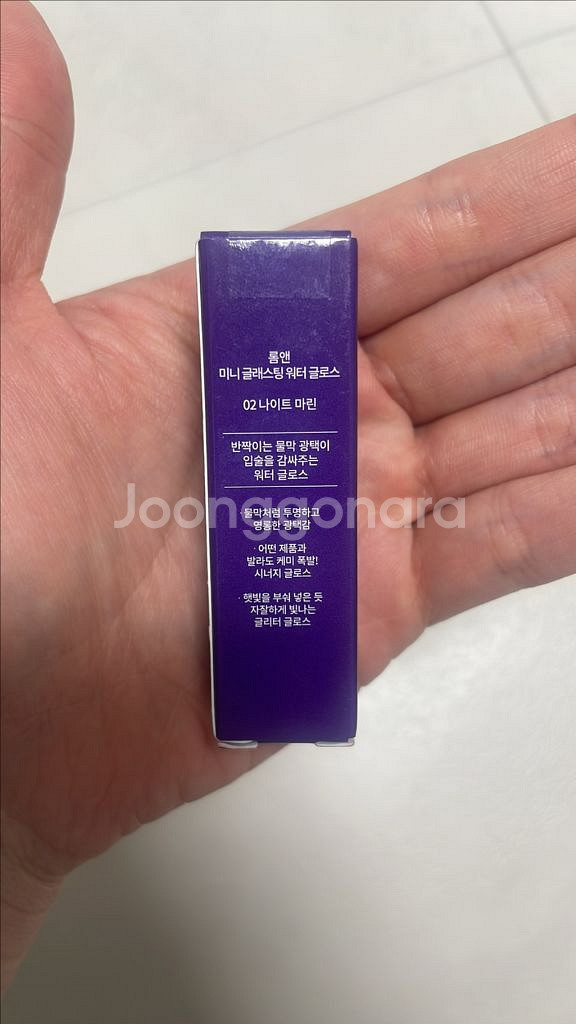 롬앤
미니 글래스팅 워터 글로스
02 나이트 마린
반짝이는 물막 광택이
입술을 감싸주는
워터 글로스
· 물막처럼 투명하고
영롱한 광택감
· 어떤 제품과
발라도 케미 폭발!
시너지 글로스
· 햇빛을 부숴 넣은 듯
자잘하게 빛나는
글리터 글로스
Joonggonara